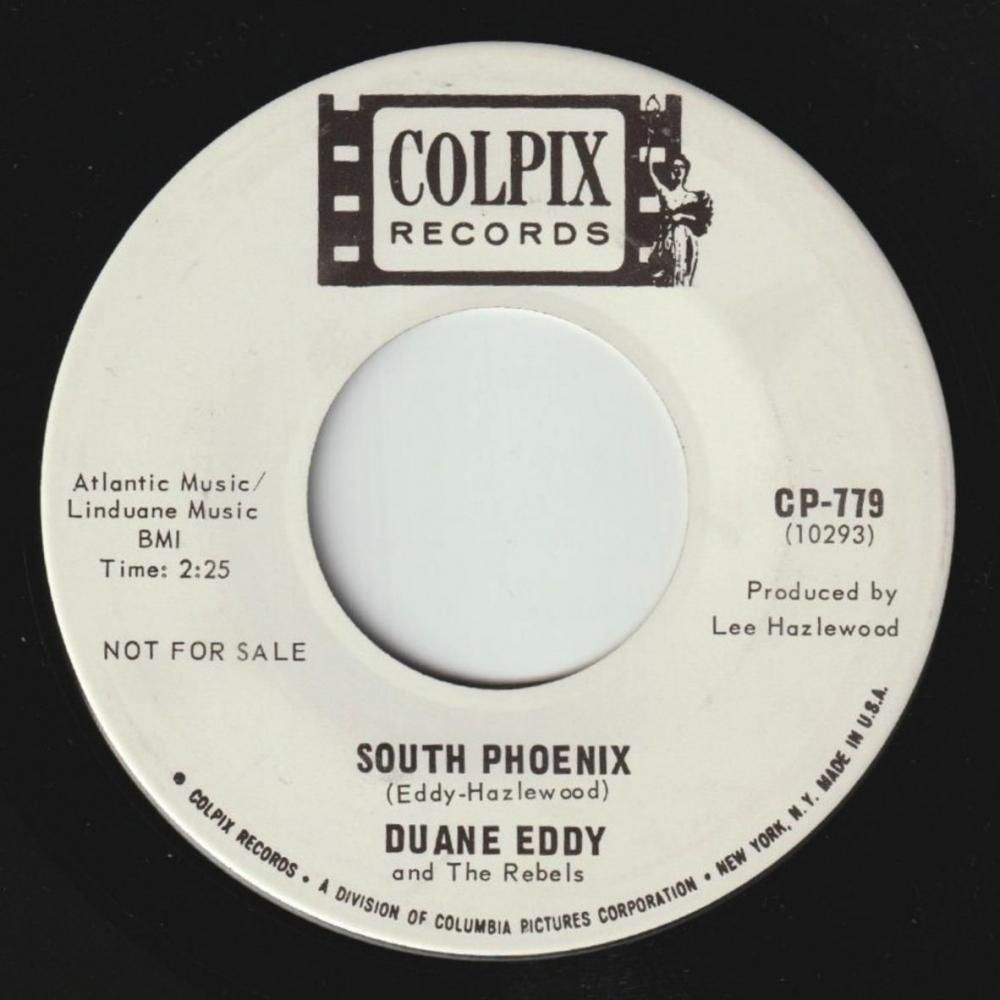 COLPIX
RECORDS
Atlantic Music/
Linduane Music
BMI
Time: 2:25
NOT FOR SALE
CP-779
(10293)
Produced by
Lee Hazlewood
SOUTH PHOENIX
(Eddy-Hazlewood)
DUANE EDDY
and The Rebels
• COLPIX RECORDS • A DIVISION OF COLUMBIA PICTURES CORPORATION • NEW YORK, N.Y. MADE IN U.S.A.